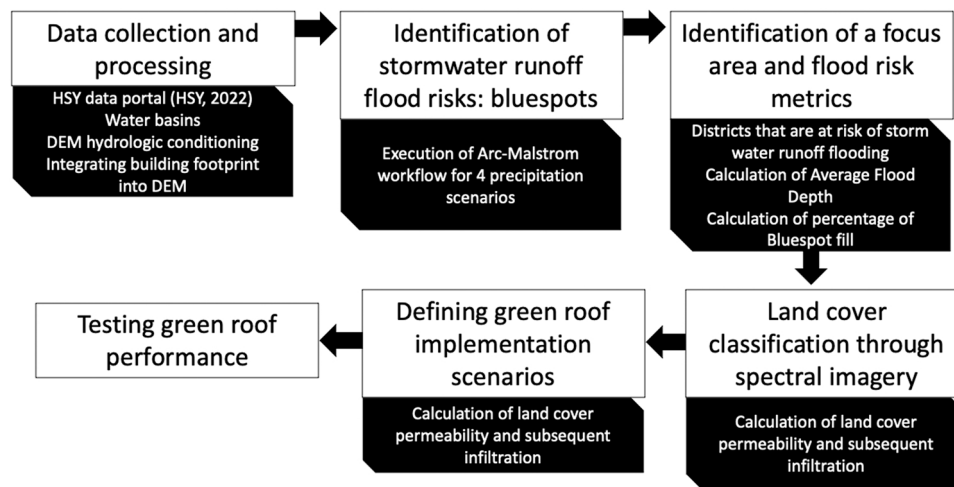 Data collection and
processing
HSY data portal (HSY, 2022)
Water basins
DEM hydrologic conditioning
Integrating building footprint
into DEM
Identification of
stormwater runoff
flood risks: bluespots
Execution of Arc-Malstrom
workflow for 4 precipitation
scenarios
Identification of a focus
area and flood risk
metrics
Districts that are at risk of storm
water runoff flooding
Calculation of Average Flood
Depth
Calculation of percentage of
Bluespot fill
Land cover
classification through
spectral imagery
Calculation of land cover
permeability and subsequent
infiltration
Defining green roof
implementation
scenarios
Calculation of land cover
permeability and subsequent
infiltration
Testing green roof
performance